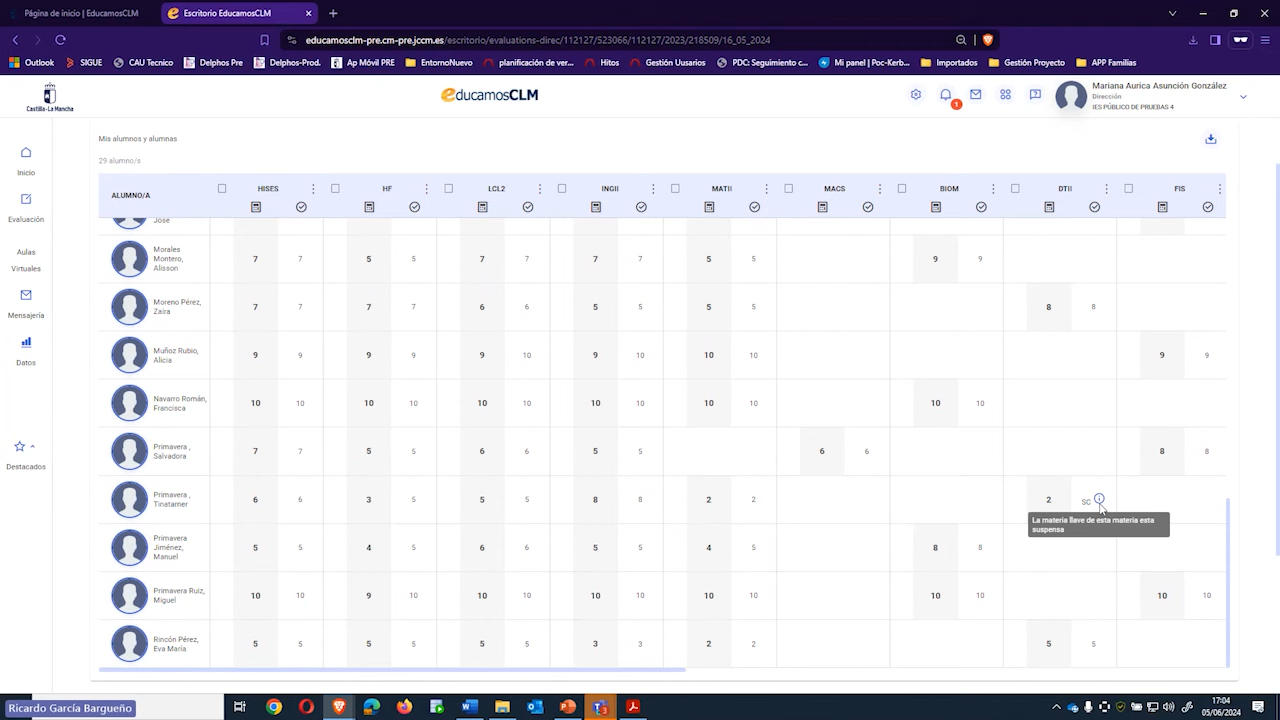 Página de inicio | EducamosCLM
Escritorio EducamosCLM
educamosclm-pre.cm-pre.jccm.es/escritorio/evaluations-direc/112127/523066/112127/2023/218509/16_05_2024
Outlook SIGUE CAU Tecnico Delphos Pre Delphos-Prod. Ap Móvil PRE EntornoNuevo planificación de ver... Hitos Gestión Usuarios PDC: Seguimiento c... Mi panel | Poc-Kerb... Importados Gestión Proyecto APP Familias
Castilla-La Mancha
educamosCLM
1
Mariana Aurica Asunción González
Dirección
IES PÚBLICO DE PRUEBAS 4
Inicio
Evaluación
Aulas
Virtuales
Mensajería
Datos
Destacados
Mis alumnos y alumnas
29 alumno/s
ALUMNO/A HISES HF LCL2 INGII MATII MACS BIOM DTII FIS
Jose
Morales
Montero,
Alisson
7 7 5 5 7 7 7 7 5 5 9 9
Moreno Pérez,
Zaira
7 7 7 7 6 6 5 5 5 5 8 8
Muñoz Rubio,
Alicia
9 9 9 9 9 10 9 10 10 10 9 9
Navarro Román,
Francisca
10 10 10 10 10 10 10 10 10 10 10 10
Primavera ,
Salvadora
7 7 5 5 6 6 5 5 6 6 8 8
Primavera ,
Tinatarner
6 6 3 5 5 5 8 8 2 2 2 SC
La materia llave de esta materia esta
suspensa
Primavera
Jiménez,
Manuel
5 5 4 5 6 6 5 5 4 5 8 8
Primavera Ruiz,
Miguel
10 10 9 10 10 10 10 10 10 10 10 10 10 10
Rincón Pérez,
Eva María
5 5 5 5 5 5 3 3 2 2 5 5
Ricardo García Bargueño
17:04
05/06/2024